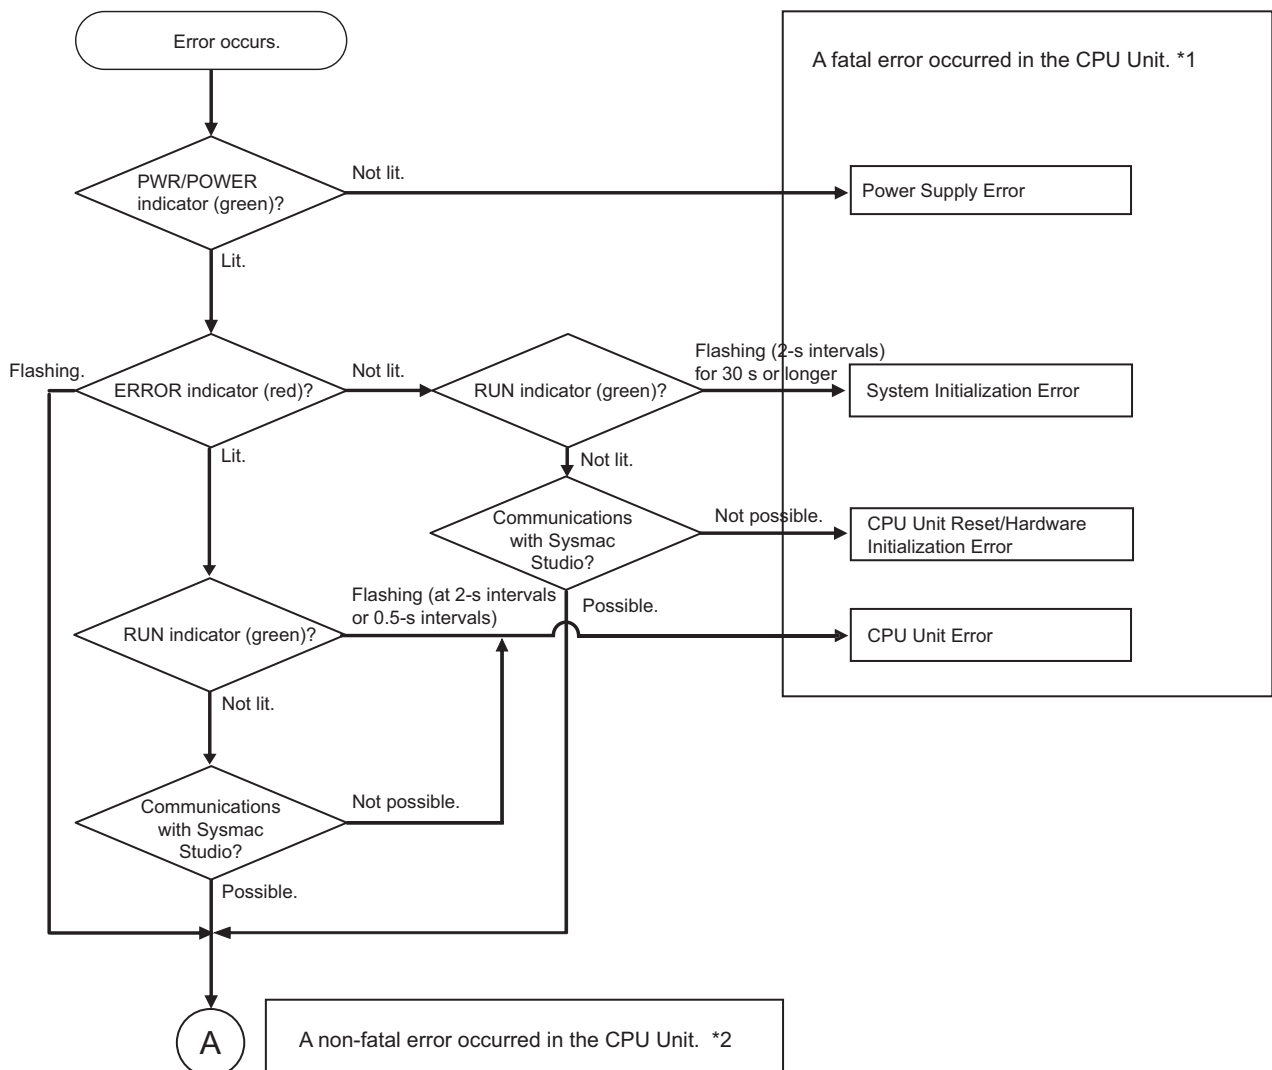 Error occurs.
A fatal error occurred in the CPU Unit. *1
PWR/POWER
indicator (green)?
Not lit.
Power Supply Error
Lit.
Flashing.
ERROR indicator (red)?
Not lit.
RUN indicator (green)?
Flashing (2-s intervals)
for 30 s or longer
System Initialization Error
Lit.
Not lit.
Communications
with Sysmac
Studio?
Not possible.
CPU Unit Reset/Hardware
Initialization Error
Possible.
RUN indicator (green)?
Flashing (at 2-s intervals
or 0.5-s intervals)
CPU Unit Error
Not lit.
Communications
with Sysmac
Studio?
Not possible.
Possible.
A
A non-fatal error occurred in the CPU Unit. *2